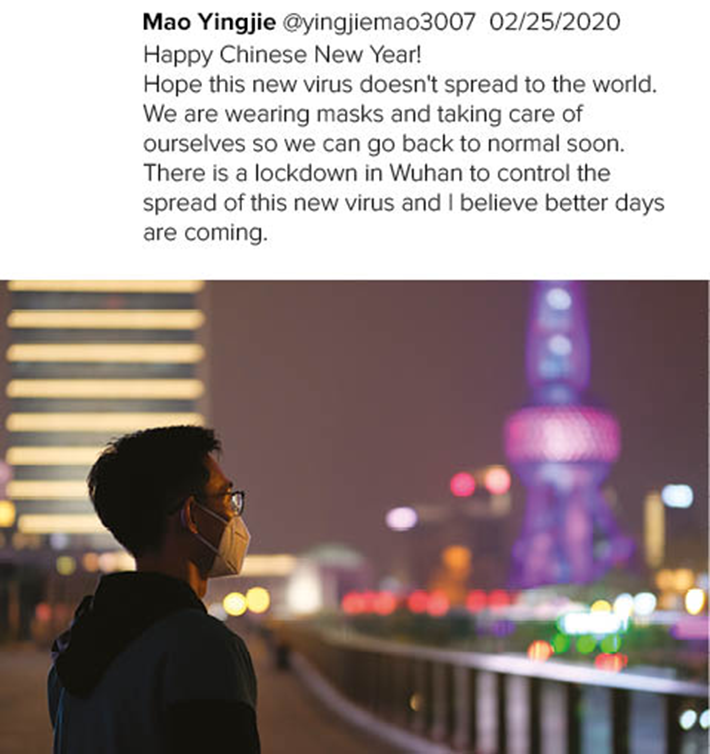 Mao Yingjie @yingjiemao3007 02/25/2020
Happy Chinese New Year!
Hope this new virus doesn't spread to the world.
We are wearing masks and taking care of
ourselves so we can go back to normal soon.
There is a lockdown in Wuhan to control the
spread of this new virus and I believe better days
are coming.